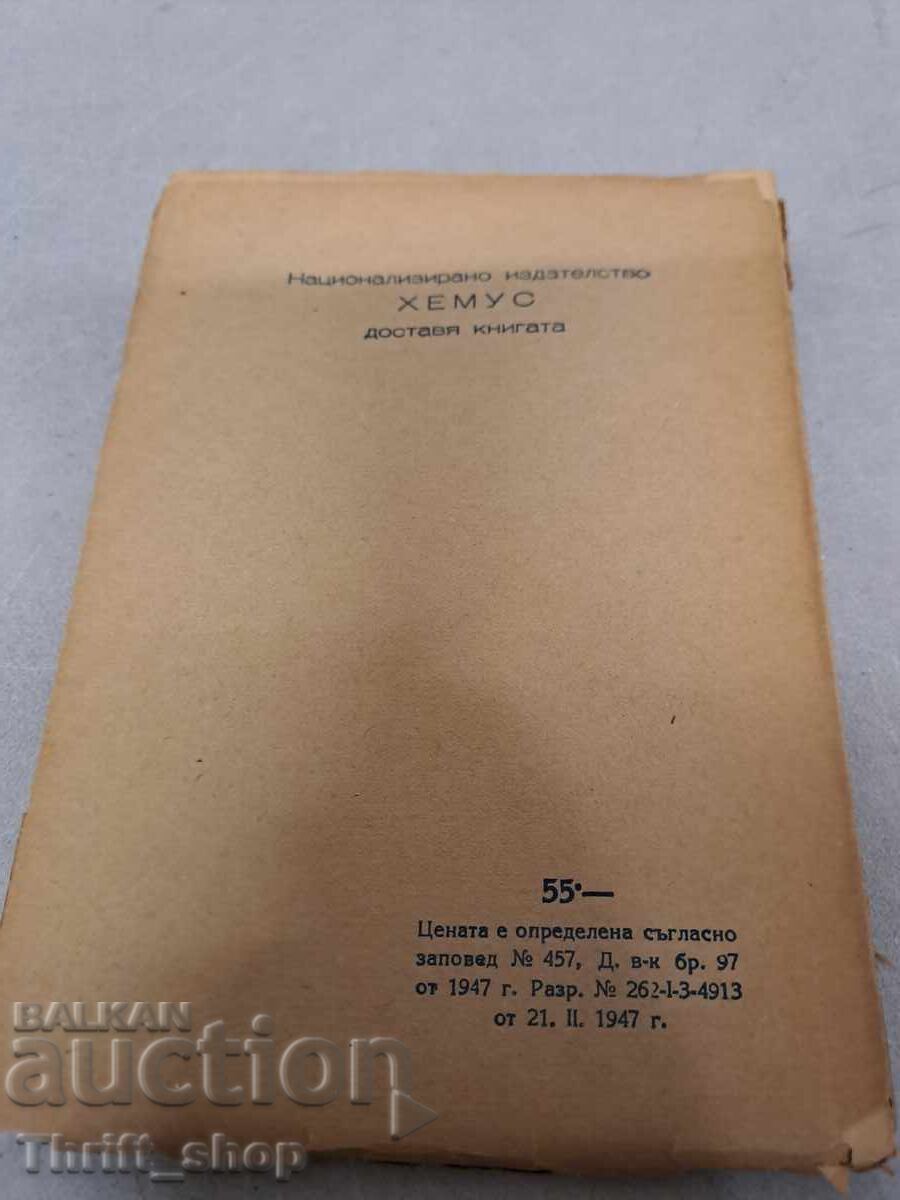 Национализирано издателство
ХЕМУС
доставя книгата
55·—
Цената е определена съгласно
заповед № 457, Д. в-к бр. 97
от 1947 г. Разр. № 262-I-3-4913
от 21. II. 1947 г.
BALKAN
auction
Thrift_shop